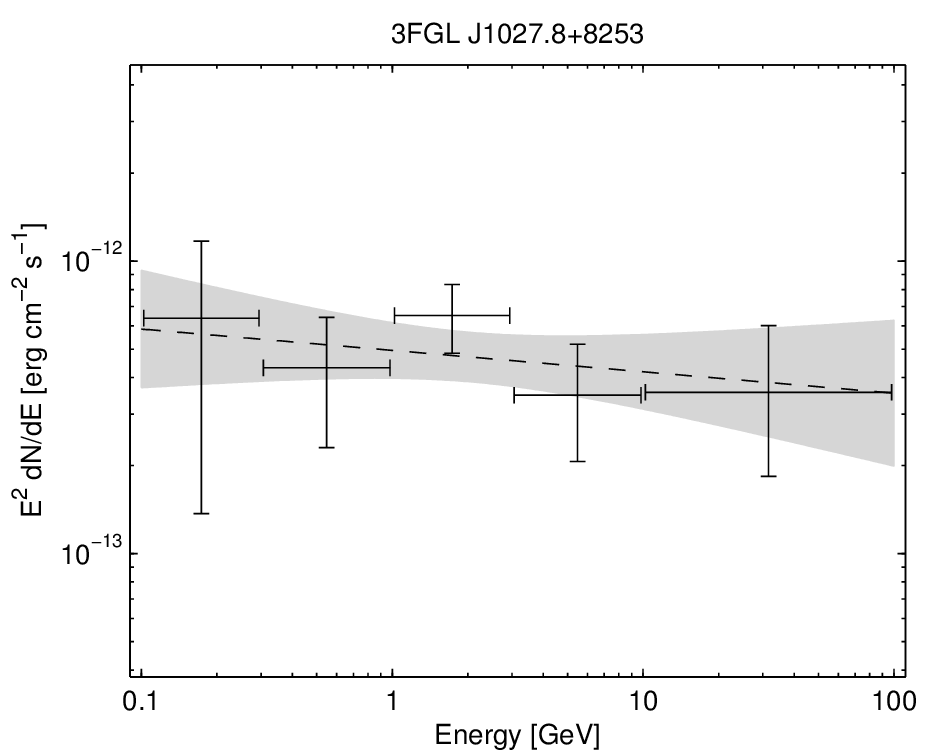 3FGL J1027.8+8253
E² dN/dE [erg cm⁻² s⁻¹]
10⁻¹²
10⁻¹³
0.1 1 10 100
Energy [GeV]